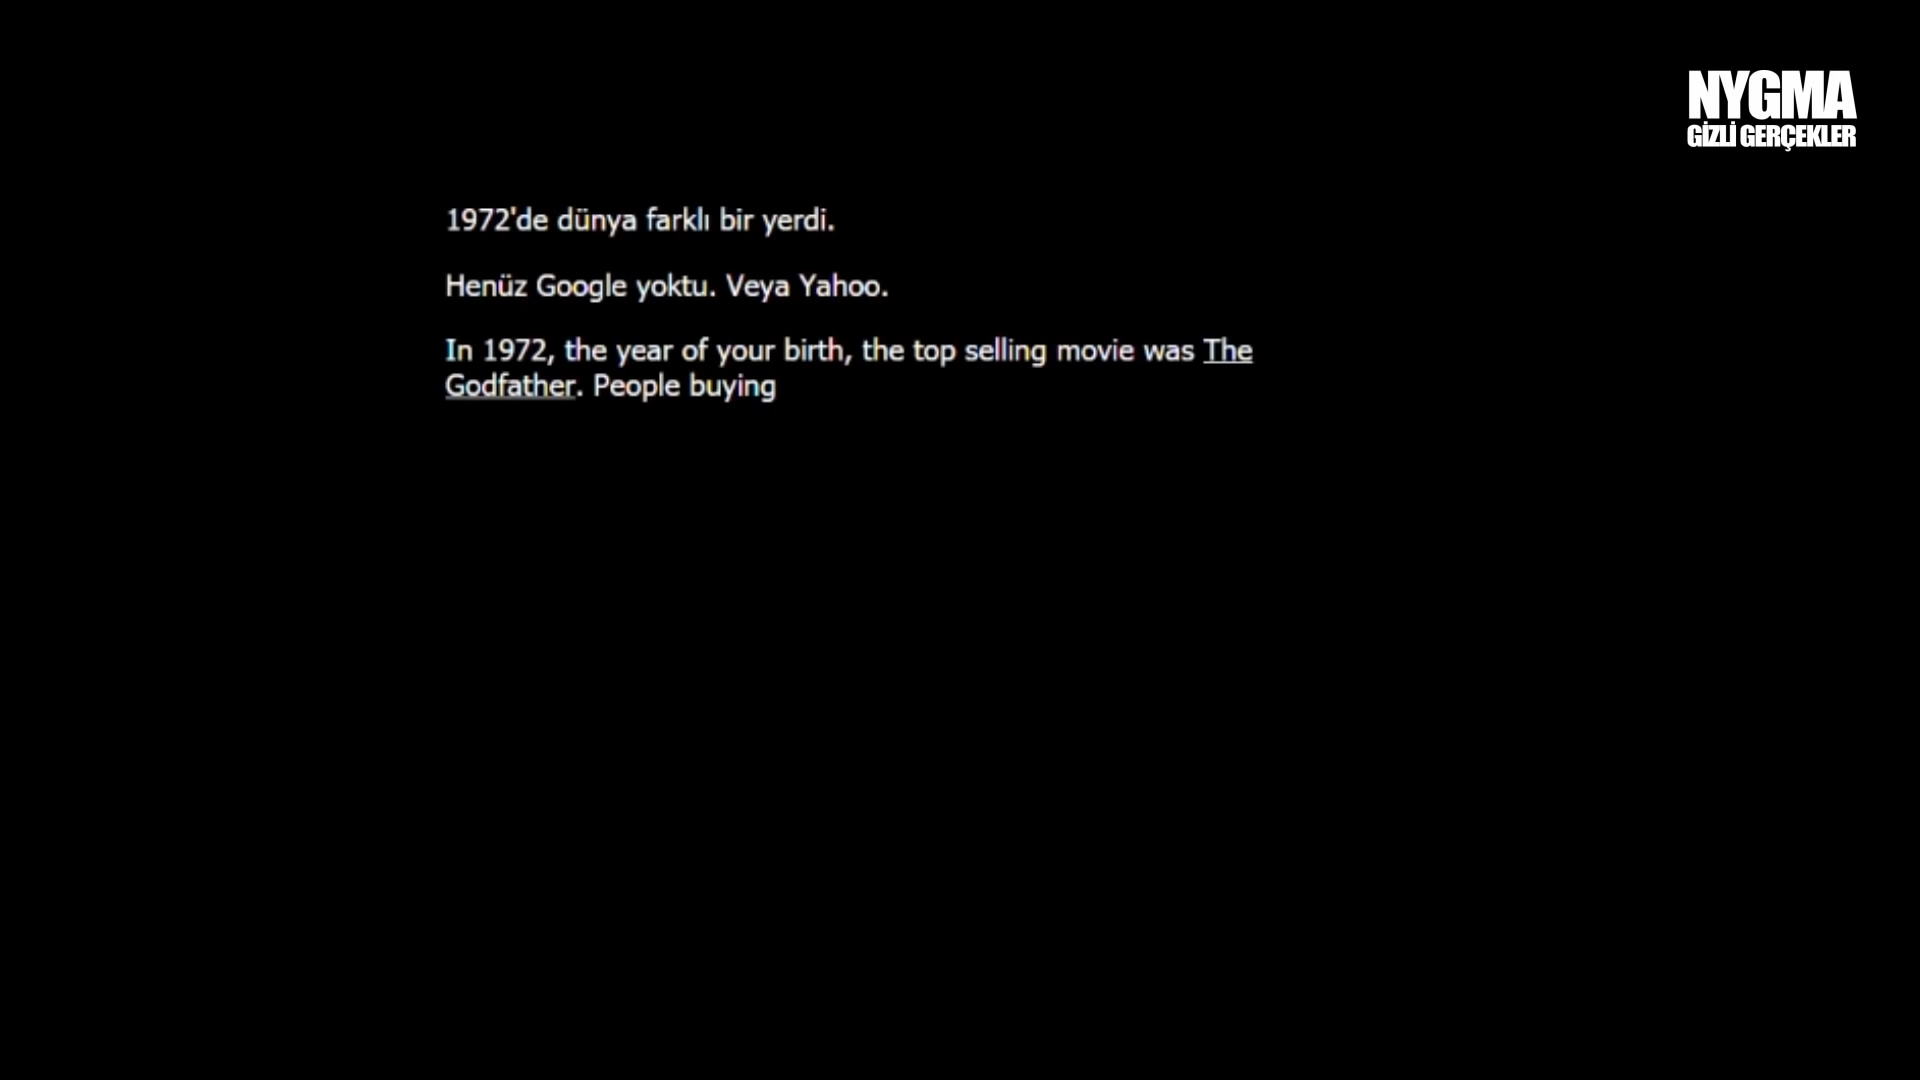 NYGMA
GİZLİ GERÇEKLER
1972'de dünya farklı bir yerdi.
Henüz Google yoktu. Veya Yahoo.
In 1972, the year of your birth, the top selling movie was The
Godfather. People buying